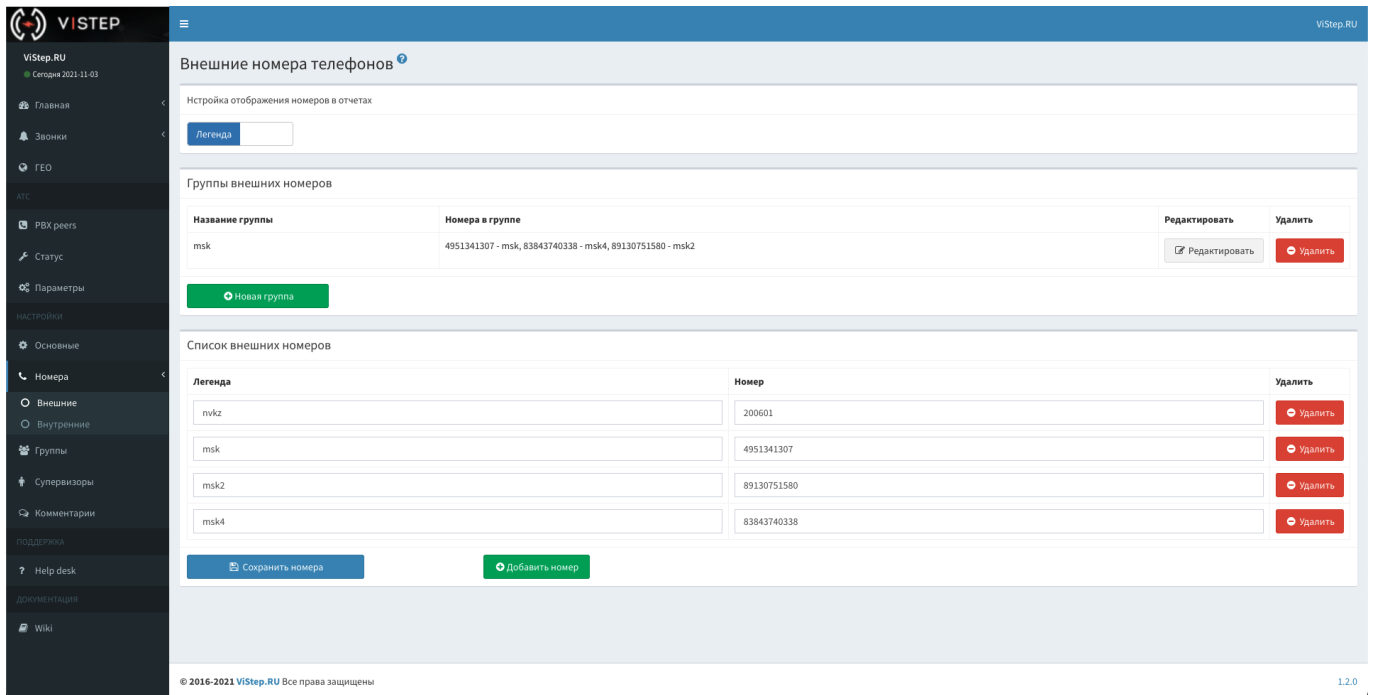 VISTEP
ViStep.RU
ViStep.RU
Сегодня 2021-11-03
Главная
Звонки
ГЕО
АТС
PBX peers
Статус
Параметры
НАСТРОЙКИ
Основные
Номера
Внешние
Внутренние
Группы
Супервизоры
Комментарии
ПОДДЕРЖКА
Help desk
ДОКУМЕНТАЦИЯ
Wiki
Внешние номера телефонов ?
Нстройка отображения номеров в отчетах
Легенда
Группы внешних номеров
Название группы Номера в группе Редактировать Удалить
msk 4951341307 - msk, 83843740338 - msk4, 89130751580 - msk2 Редактировать Удалить
Новая группа
Список внешних номеров
Легенда Номер Удалить
nvkz 200601 Удалить
msk 4951341307 Удалить
msk2 89130751580 Удалить
msk4 83843740338 Удалить
Сохранить номера Добавить номер
© 2016-2021 ViStep.RU Все права защищены 1.2.0